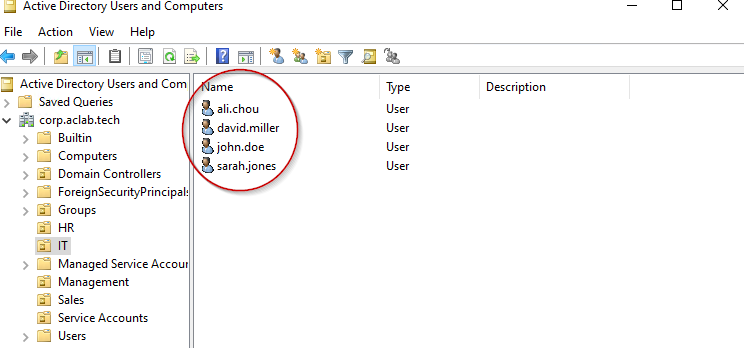 Active Directory Users and Computers
File Action View Help
Active Directory Users and Com
Saved Queries
corp.aclab.tech
Builtin
Computers
Domain Controllers
ForeignSecurityPrincipals
Groups
HR
IT
Managed Service Accour
Management
Sales
Service Accounts
Users
Name Type Description
ali.chou User
david.miller User
john.doe User
sarah.jones User